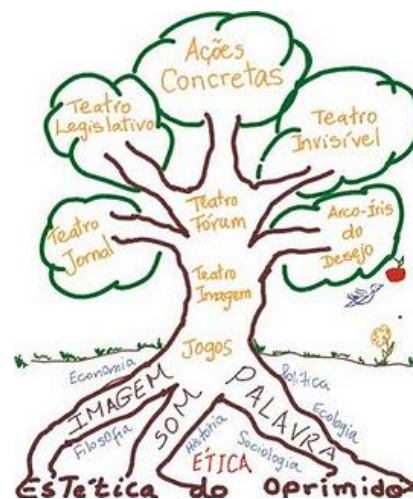 Ações
Concretas
Teatro
Legislativo
Teatro
Invisível
Teatro
Fórum
Teatro
Jornal
Arco-Íris
do
Desejo
Teatro
Imagem
Jogos
Economia
IMAGEM
Filosofia
SOM
PALAVRA
Política
Ecologia
História
Sociologia
ÉTICA
EsTética do Oprimido